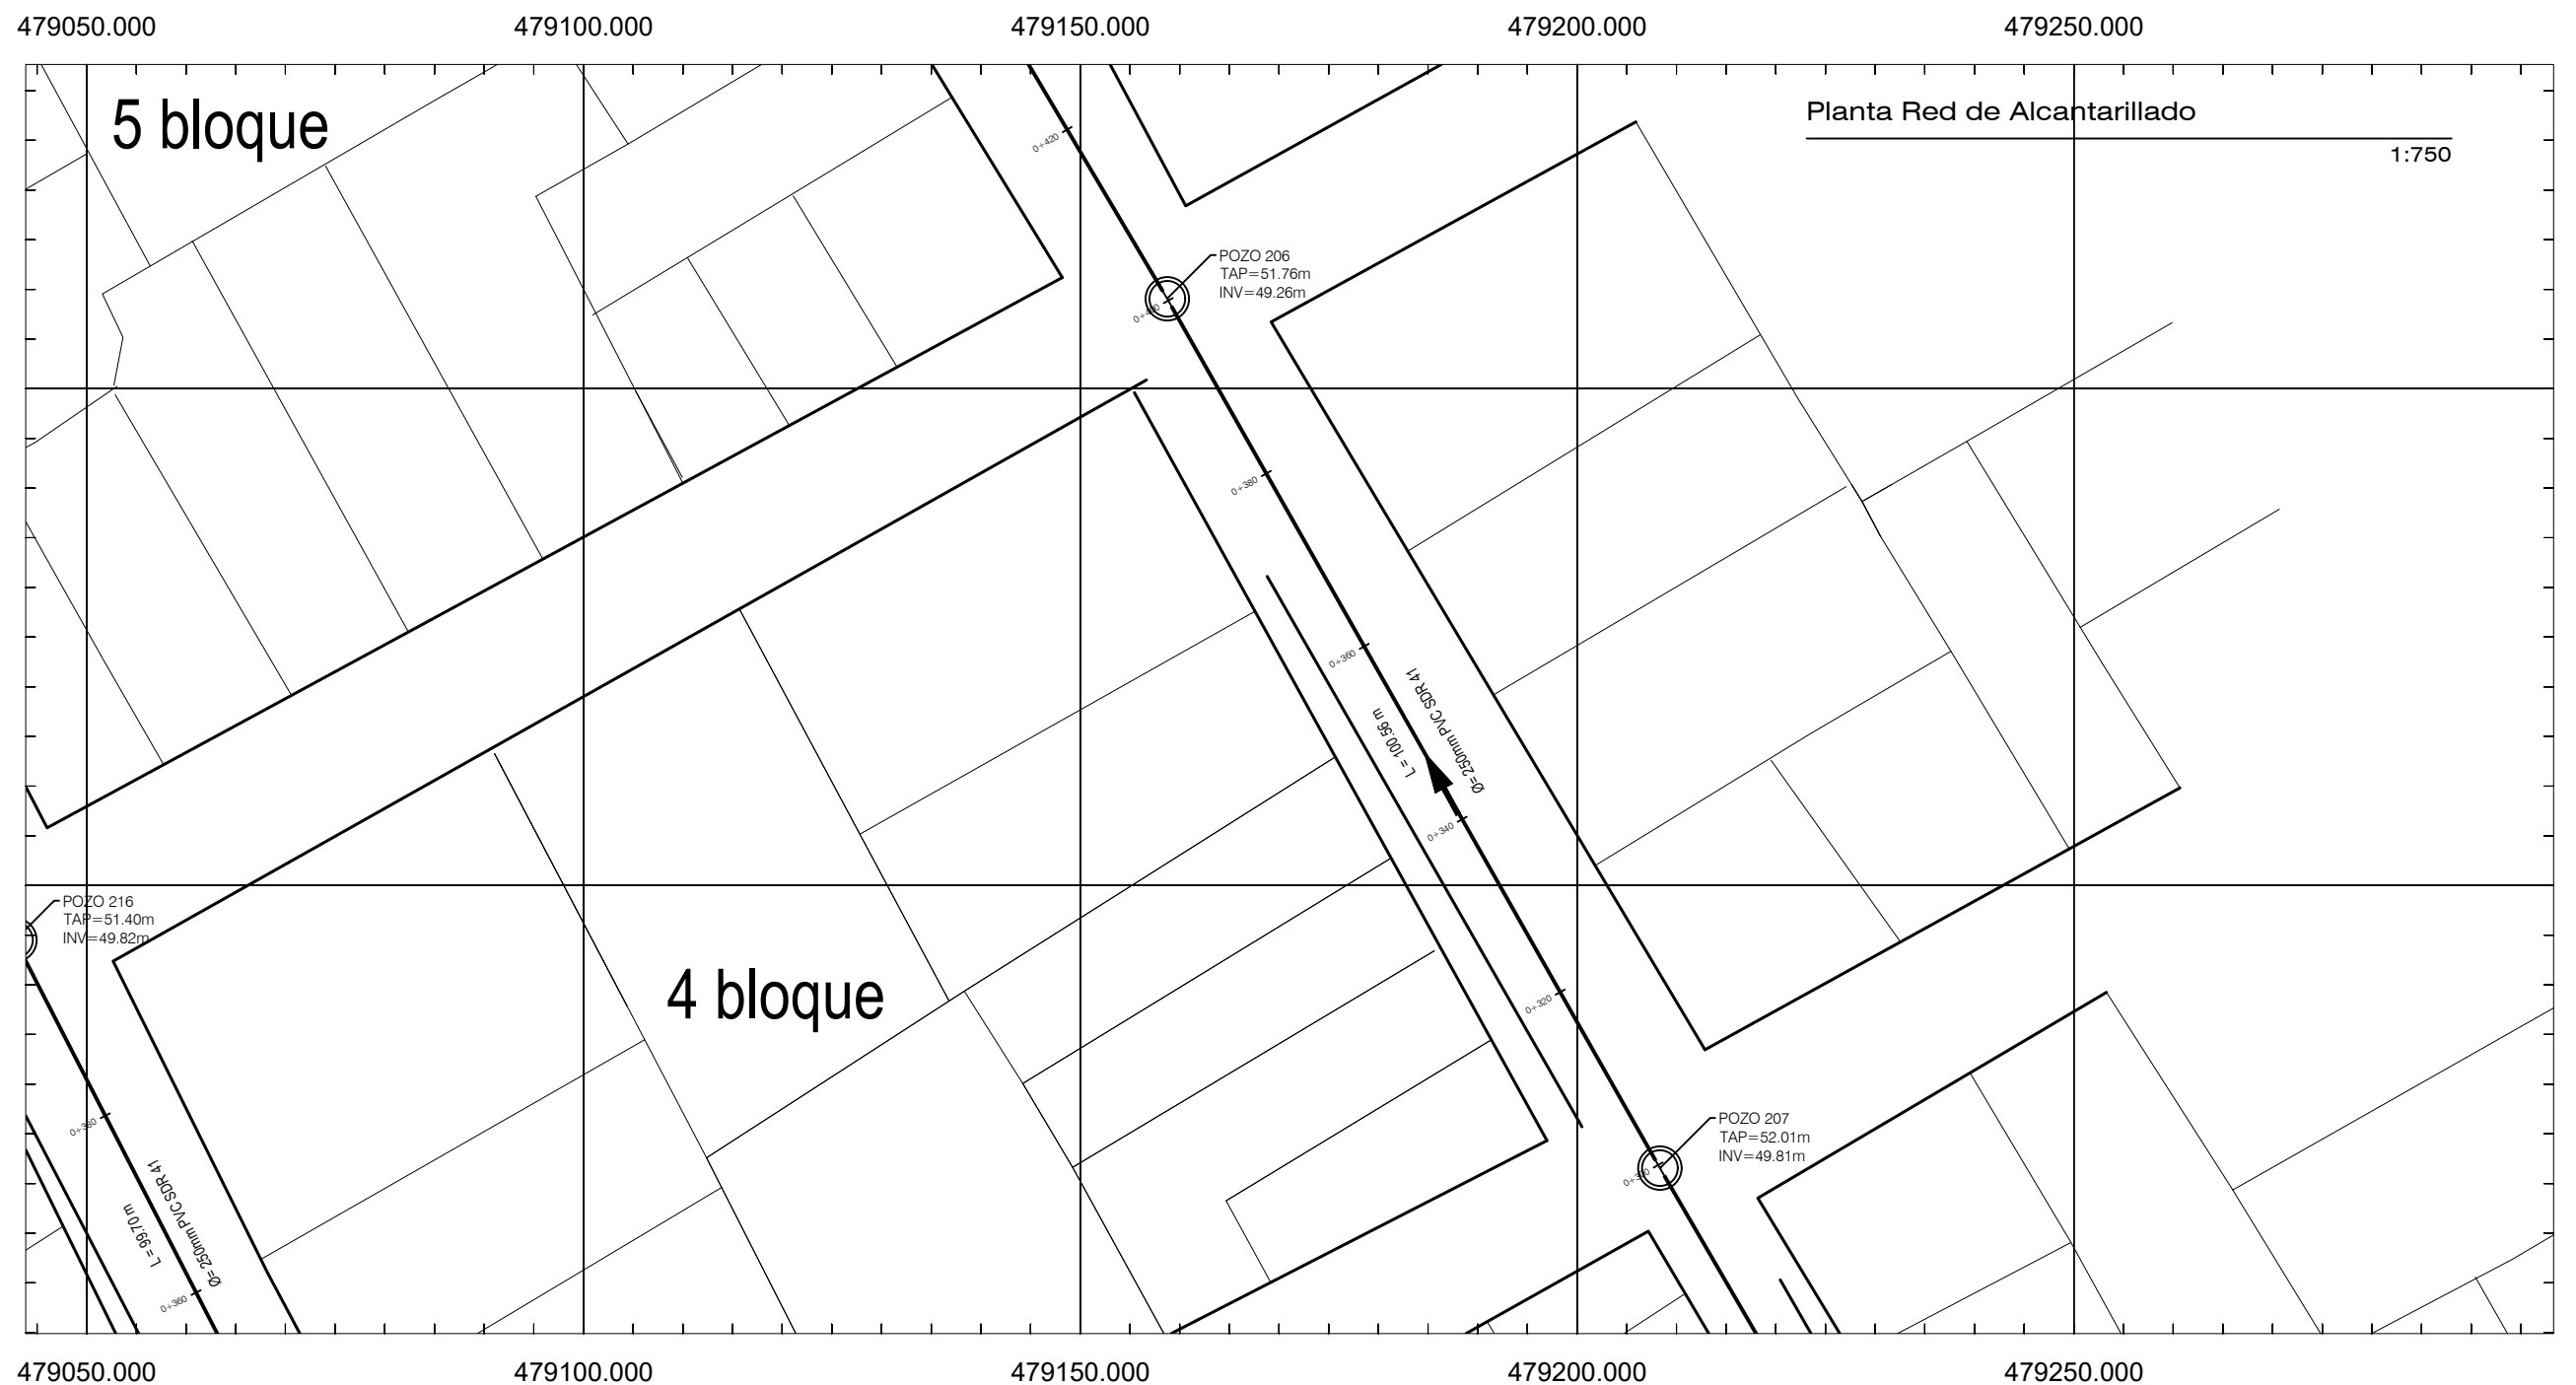 479050.000 479100.000 479150.000 479200.000 479250.000
5 bloque
Planta Red de Alcantarillado
1:750
0+420
POZO 206
TAP=51.76m
INV=49.26m
0+400
0+380
0+360
Ø= 250mm PVC SDR 41
L = 100.56 m
0+340
POZO 216
TAP=51.40m
INV=49.82m
4 bloque
0+320
POZO 207
TAP=52.01m
INV=49.81m
0+300
0+380
Ø= 250mm PVC SDR 41
L = 99.70 m
0+360
479050.000 479100.000 479150.000 479200.000 479250.000